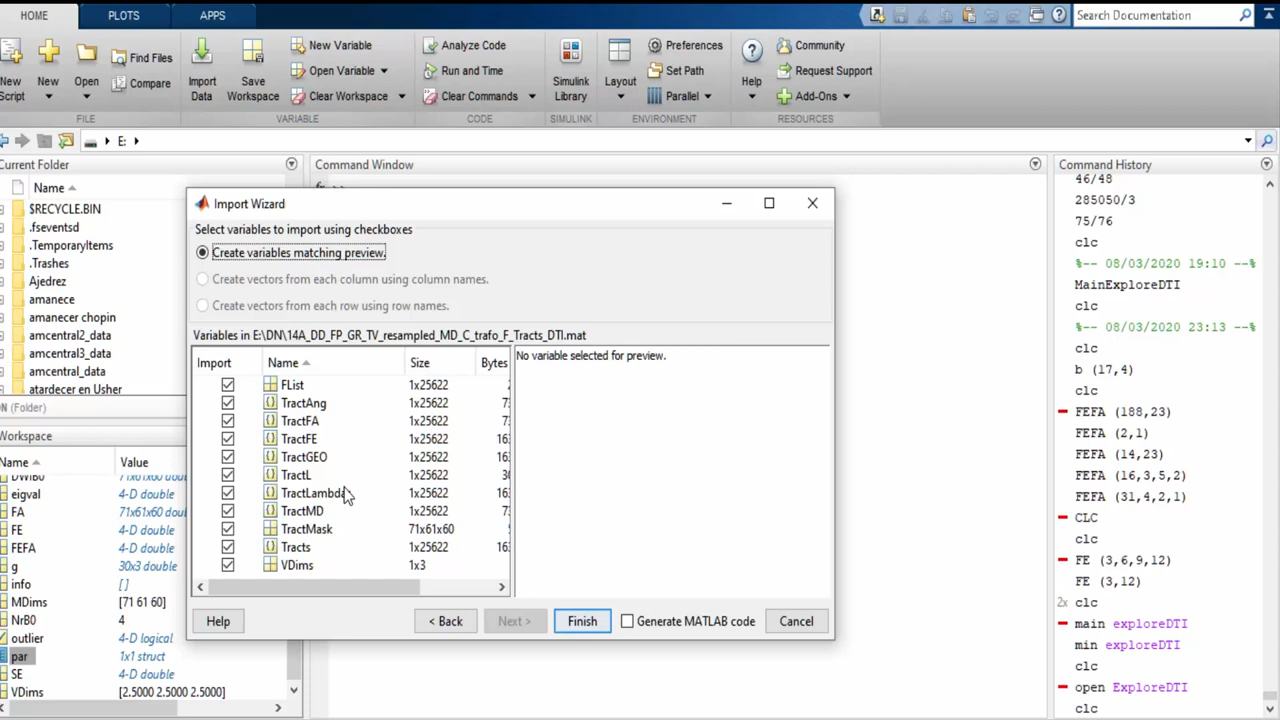 HOME PLOTS APPS Search Documentation
New Script New Open Find Files Compare Import Data Save Workspace New Variable Open Variable Clear Workspace Analyze Code Run and Time Clear Commands Simulink Library Layout Preferences Set Path Parallel Help Community Request Support Add-Ons
FILE VARIABLE CODE SIMULINK ENVIRONMENT RESOURCES
E:
Current Folder
Name
$RECYCLE.BIN
.fseventsd
.TemporaryItems
.Trashes
Ajedrez
amanece
amanece chopin
amcentral2_data
amcentral3_data
amcentral_data
atardecer en Usher
(Folder)
Workspace
Name Value
DWIB0 71x61x60 doub
eigval 4-D double
FA 71x61x60 doub
FE 4-D double
FEFA 4-D double
g 30x3 double
info []
MDims [71 61 60]
NrB0 4
outlier 4-D logical
par 1x1 struct
SE 4-D double
VDims [2.5000 2.5000 2.5000]
Command Window
Import Wizard
Select variables to import using checkboxes
Create variables matching preview.
Create vectors from each column using column names.
Create vectors from each row using row names.
Variables in E:\DN\14A_DD_FP_GR_TV_resampled_MD_C_trafo_F_Tracts_DTI.mat
Import Name Size Bytes
FList 1x25622
TractAng 1x25622 7
TractFA 1x25622 7
TractFE 1x25622 16
TractGEO 1x25622 16
TractL 1x25622
TractLambda 1x25622 16
TractMD 1x25622 7
TractMask 71x61x60
Tracts 1x25622 16
VDims 1x3
No variable selected for preview.
Help < Back Next > Finish Generate MATLAB code Cancel
Command History
46/48
285050/3
75/76
clc
%-- 08/03/2020 19:10 --%
MainExploreDTI
clc
%-- 08/03/2020 23:13 --%
clc
b (17,4)
clc
FEFA (188,23)
FEFA (2,1)
FEFA (14,23)
FEFA (16,3,5,2)
FEFA (31,4,2,1)
CLC
clc
FE (3,6,9,12)
FE (3,12)
2x clc
main exploreDTI
min exploreDTI
clc
open ExploreDTI
clc